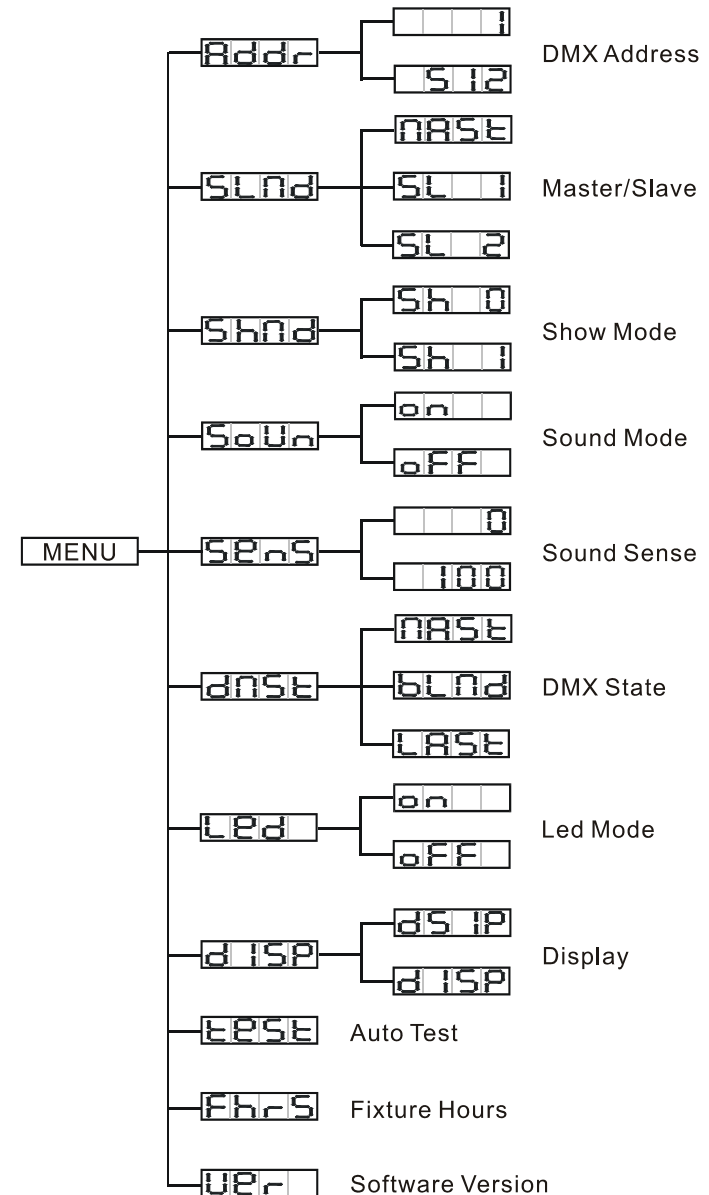 1
Addr
DMX Address
512
MASt
SLMd
SL 1
Master/Slave
SL 2
Sh 0
ShMd
Show Mode
Sh 1
on
SoUn
Sound Mode
oFF
0
MENU
SenS
Sound Sense
100
MASt
dMSt
bLMd
DMX State
LASt
on
Led
Led Mode
oFF
dSIP
dISP
Display
dISP
teSt
Auto Test
FhrS
Fixture Hours
Ver
Software Version